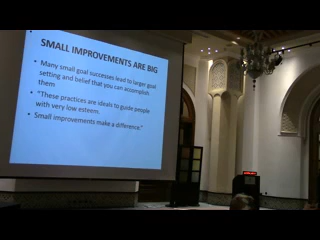 SMALL IMPROVEMENTS ARE BIG
• Many small goal successes lead to larger goal
setting and belief that you can accomplish
them
• "These practices are ideals to guide people
with very low esteem.
• Small improvements make a difference."